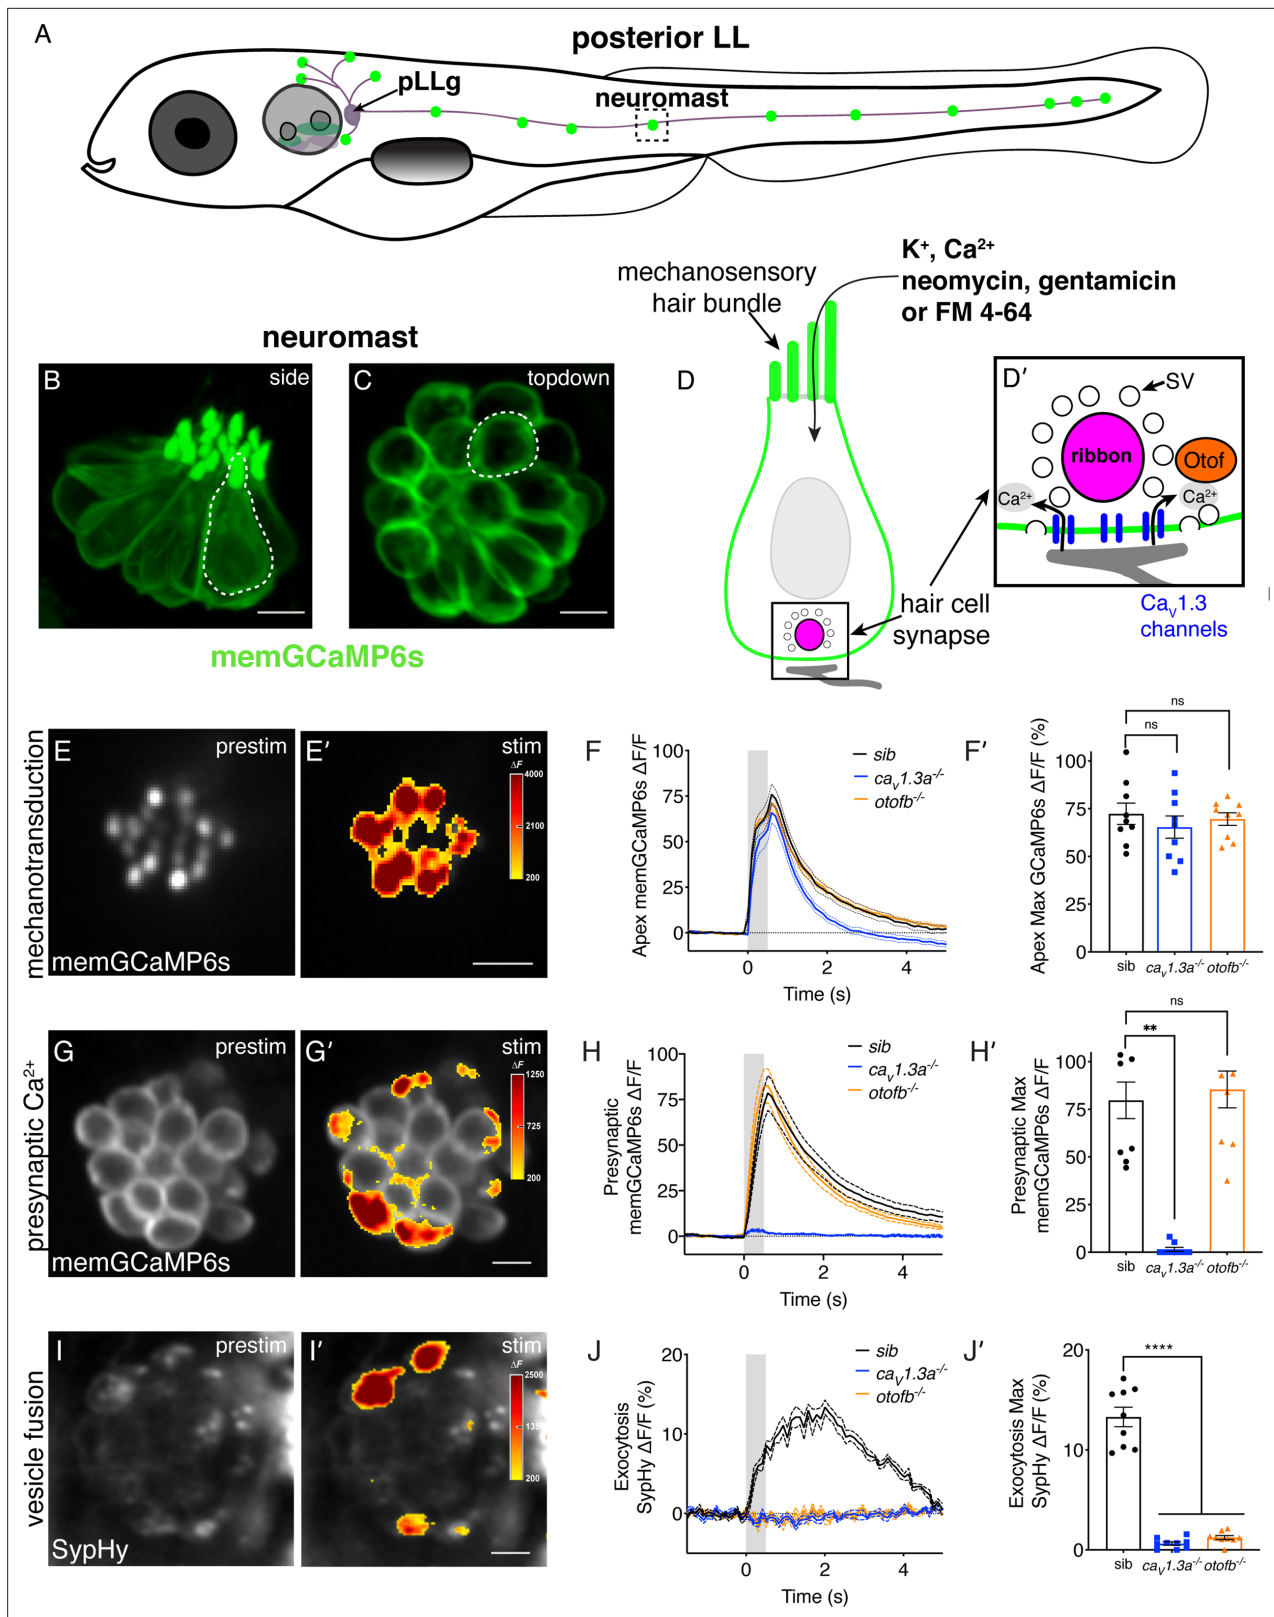 A
posterior LL
pLLg
neuromast
K⁺, Ca²⁺
neomycin, gentamicin
or FM 4-64
mechanosensory
hair bundle
neuromast
B
side
C
topdown
memGCaMP6s
D
hair cell
synapse
D′
SV
ribbon
Otof
Ca²⁺
Ca²⁺
Caᵥ1.3
channels
mechanotransduction
E
prestim
memGCaMP6s
E′
stim
ΔF
4000
2100
200
F
Apex memGCaMP6s ΔF/F
100
75
50
25
0
0
2
4
Time (s)
sib
caᵥ1.3a⁻/⁻
otofb⁻/⁻
F′
Apex Max GCaMP6s ΔF/F (%)
100
75
50
25
0
ns
ns
sib
caᵥ1.3a⁻/⁻
otofb⁻/⁻
presynaptic Ca²⁺
G
prestim
memGCaMP6s
G′
stim
ΔF
1250
725
200
H
Presynaptic
memGCaMP6s ΔF/F
100
75
50
25
0
0
2
4
Time (s)
sib
caᵥ1.3a⁻/⁻
otofb⁻/⁻
H′
Presynaptic Max
memGCaMP6s ΔF/F
100
75
50
25
0
ns
**
sib
caᵥ1.3a⁻/⁻
otofb⁻/⁻
vesicle fusion
I
prestim
SypHy
I′
stim
ΔF
2500
1350
200
J
Exocytosis
SypHy ΔF/F (%)
20
10
0
0
2
4
Time (s)
sib
caᵥ1.3a⁻/⁻
otofb⁻/⁻
J′
Exocytosis Max
SypHy ΔF/F (%)
20
10
0
****
sib
caᵥ1.3a⁻/⁻
otofb⁻/⁻